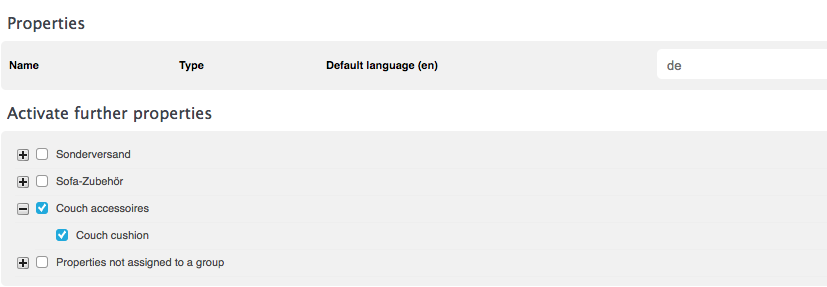 Properties
Name Type Default language (en) de
Activate further properties
Sonderversand
Sofa-Zubehör
Couch accessoires
Couch cushion
Properties not assigned to a group